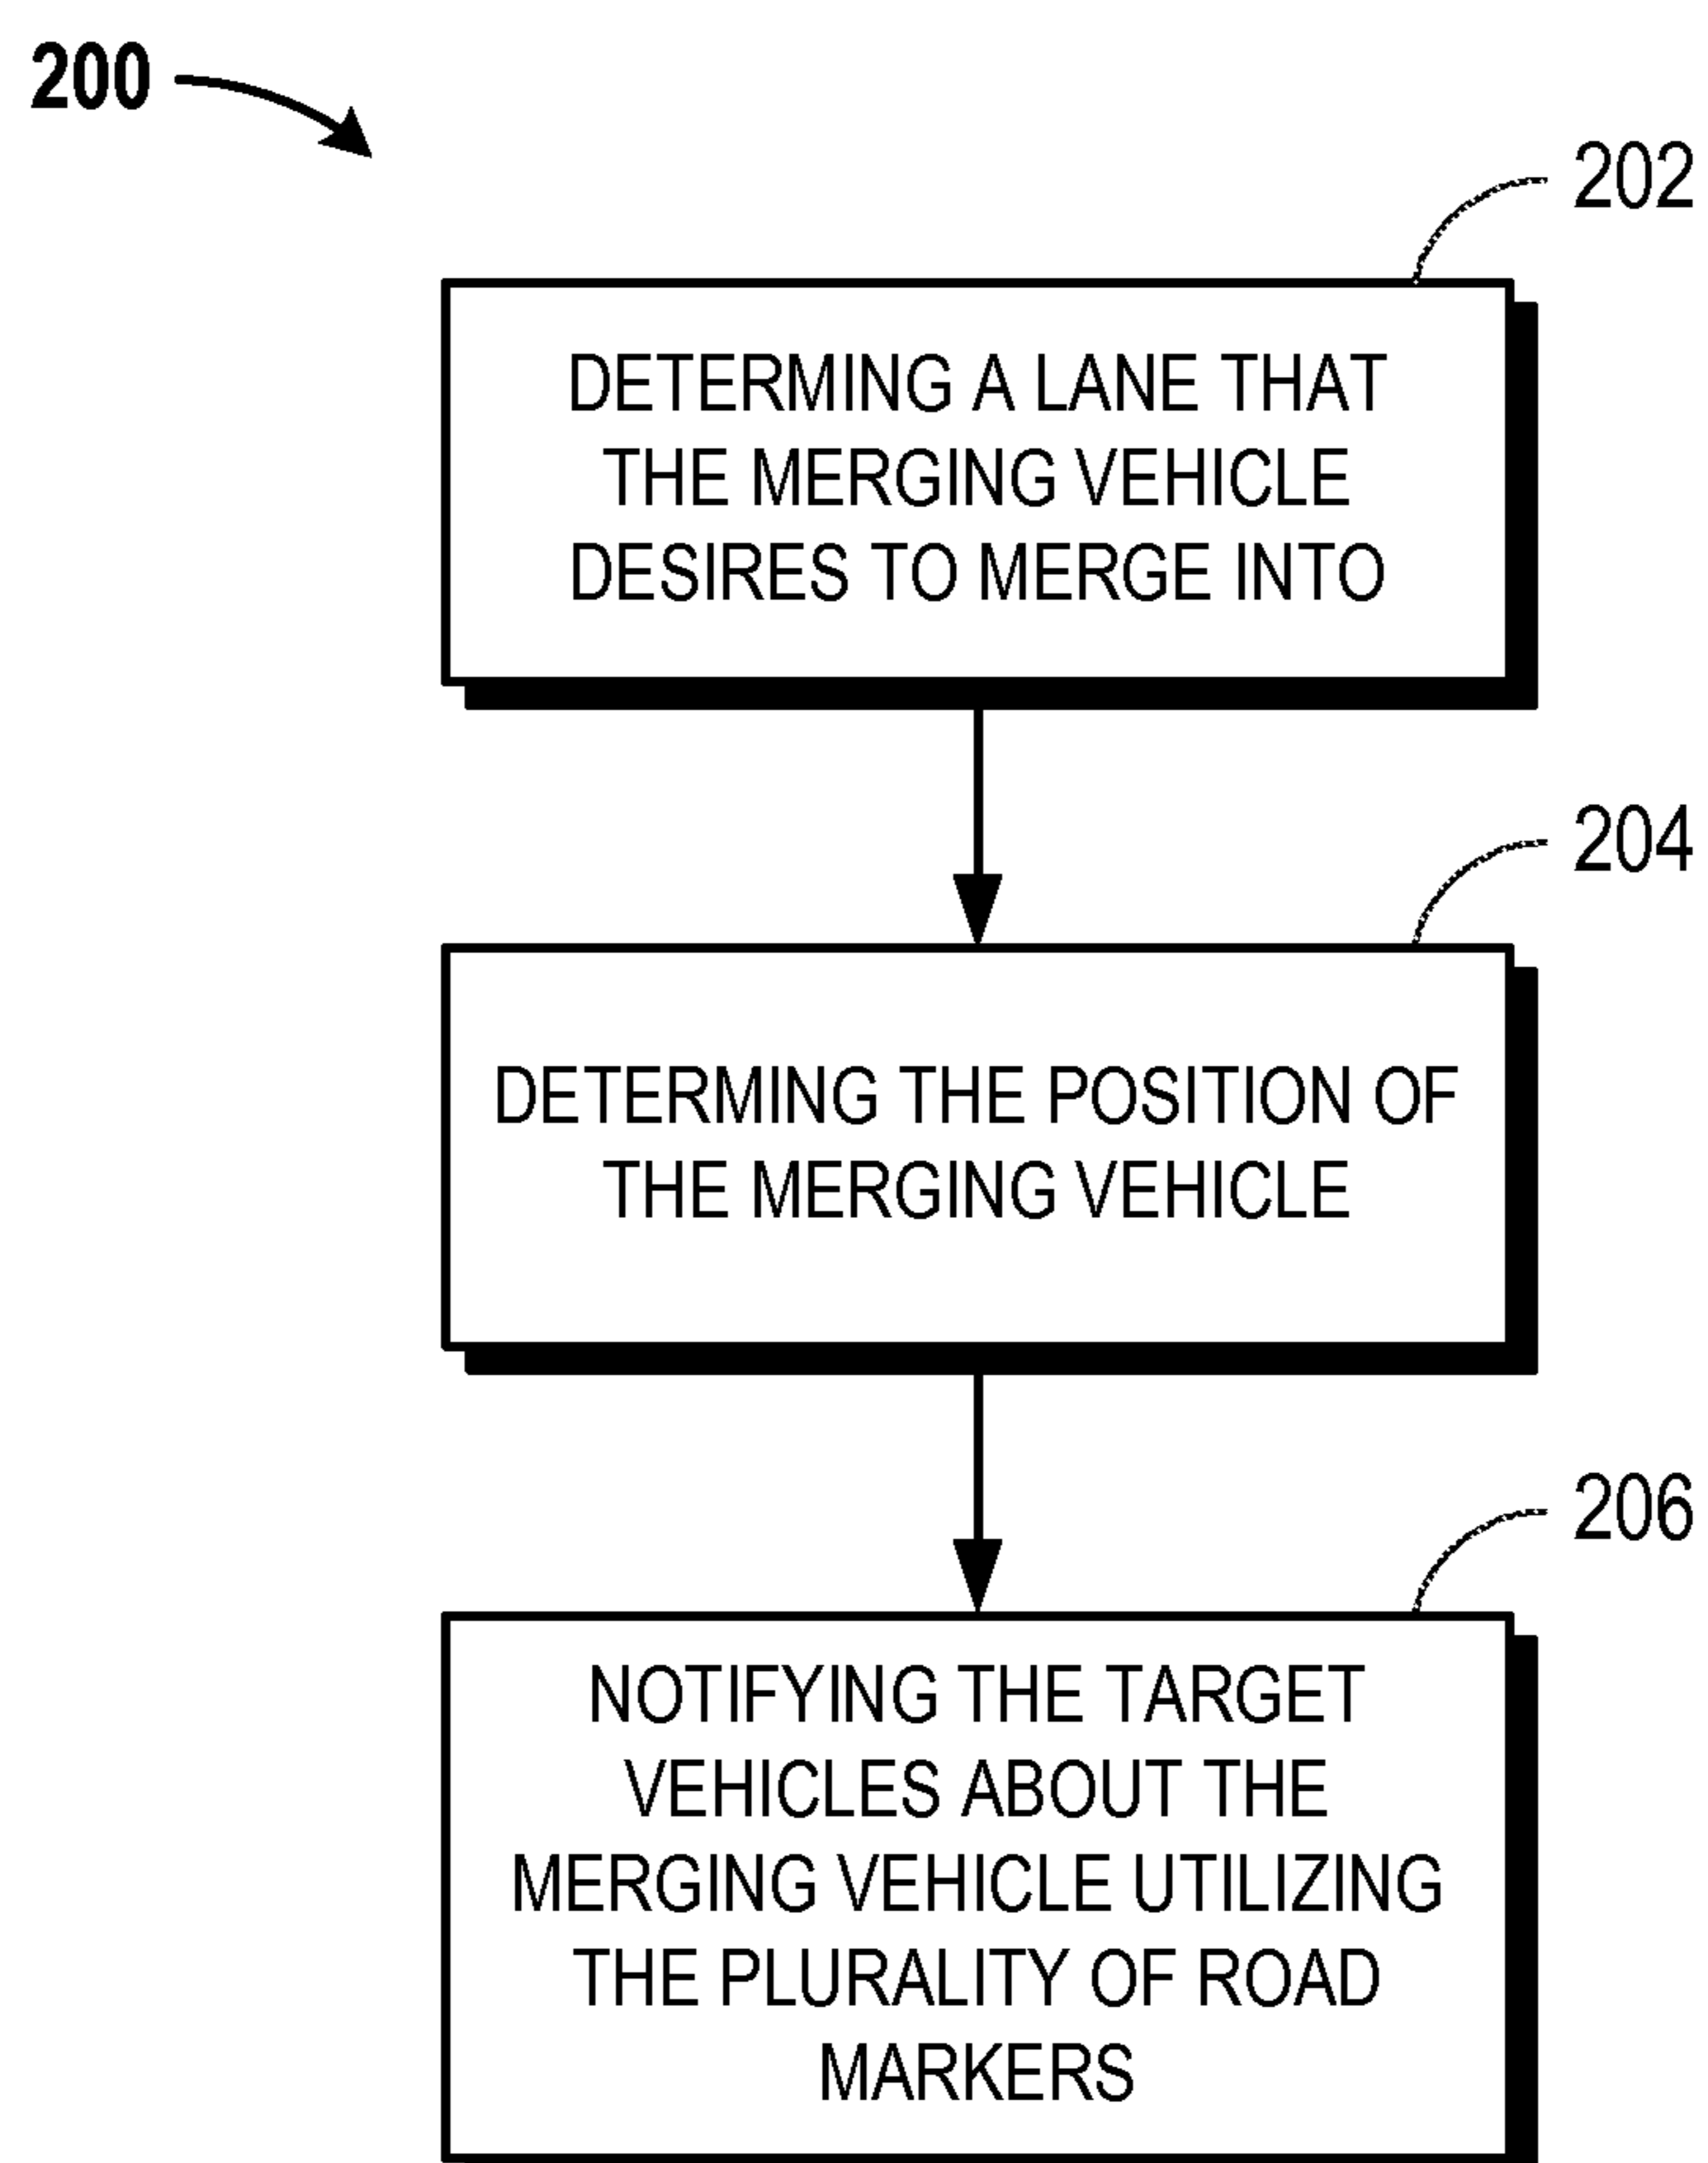 200
202
DETERMING A LANE THAT
THE MERGING VEHICLE
DESIRES TO MERGE INTO
204
DETERMING THE POSITION OF
THE MERGING VEHICLE
206
NOTIFYING THE TARGET
VEHICLES ABOUT THE
MERGING VEHICLE UTILIZING
THE PLURALITY OF ROAD
MARKERS